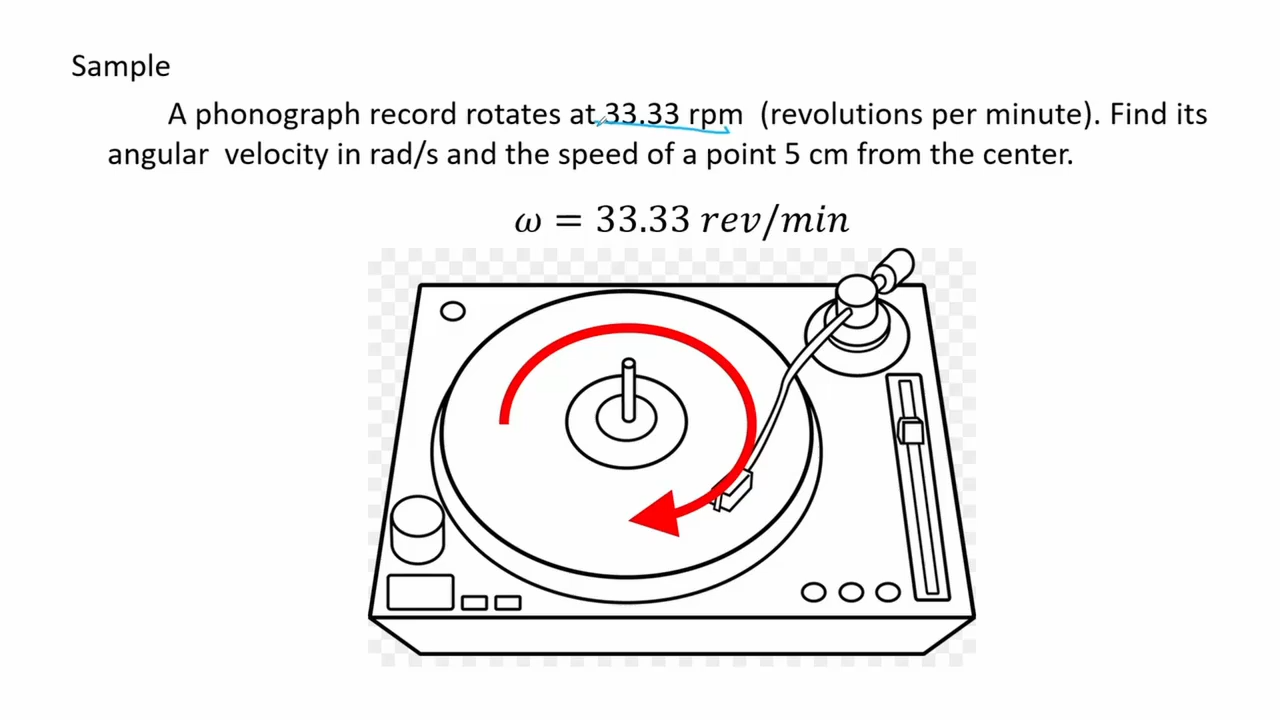 Sample
A phonograph record rotates at 33.33 rpm (revolutions per minute). Find its
angular velocity in rad/s and the speed of a point 5 cm from the center.
ω = 33.33 rev/min